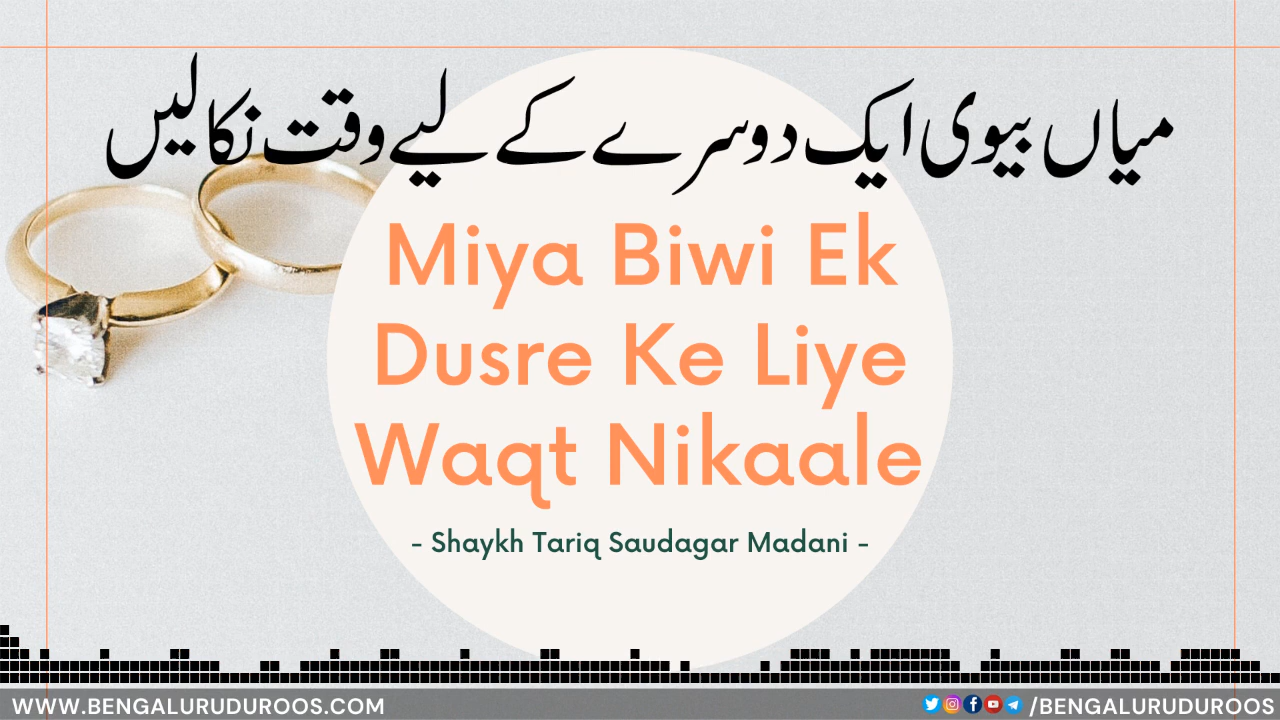 میاں بیوی ایک دوسرے کے لیے وقت نکالیں
Miya Biwi Ek
Dusre Ke Liye
Waqt Nikaale
- Shaykh Tariq Saudagar Madani -
WWW.BENGALURUDUROOS.COM
/BENGALURUDUROOS